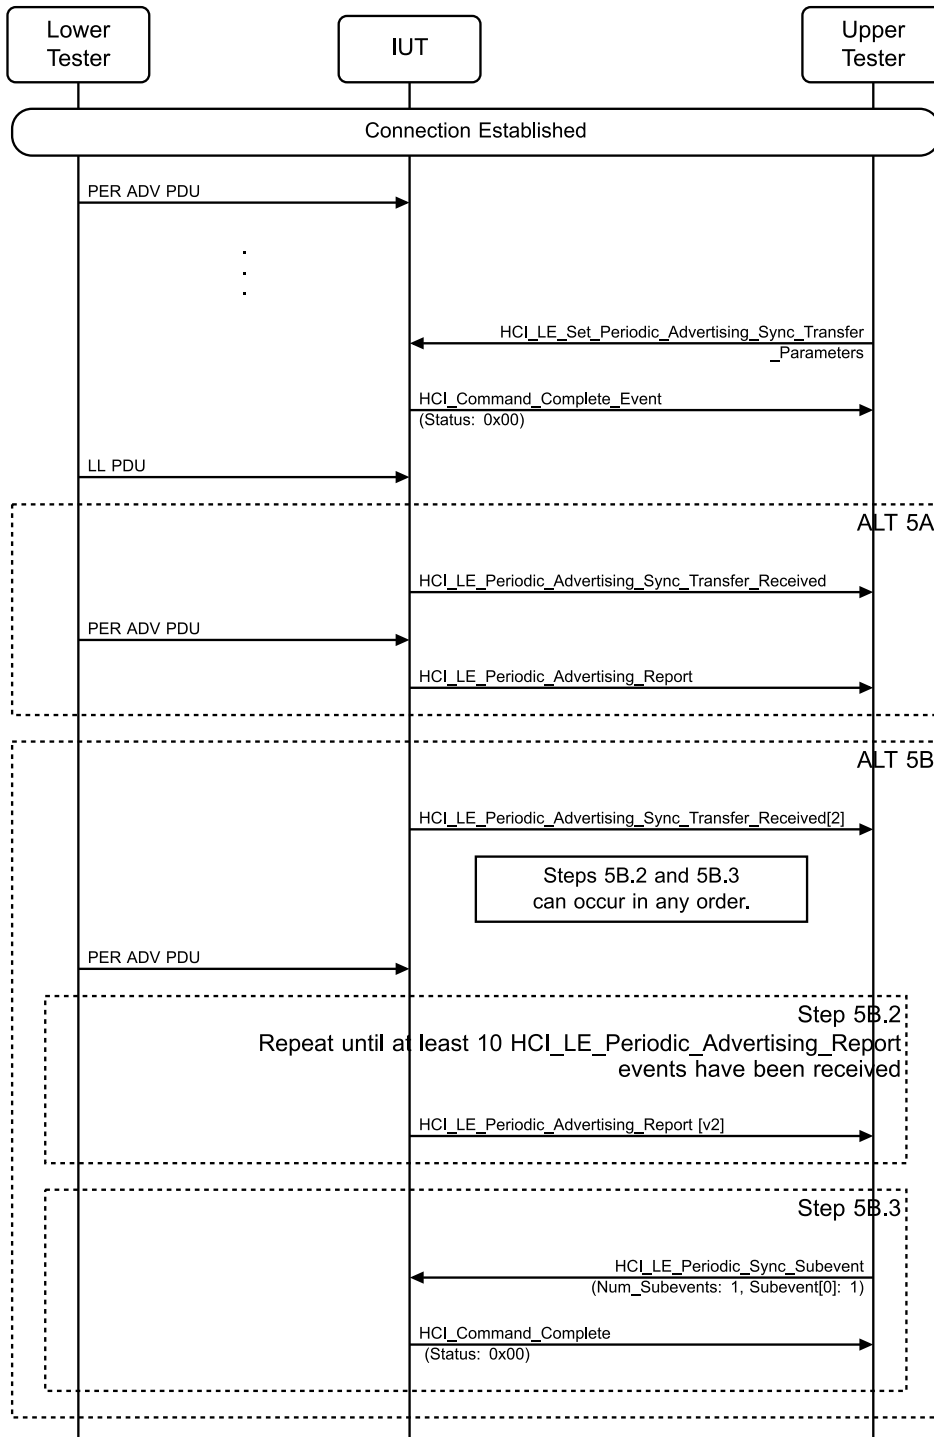 Lower
Tester
IUT
Upper
Tester
Connection Established
PER ADV PDU
.
.
.
HCI_LE_Set_Periodic_Advertising_Sync_Transfer
_Parameters
HCI_Command_Complete_Event
(Status: 0x00)
LL PDU
ALT 5A
HCI_LE_Periodic_Advertising_Sync_Transfer_Received
PER ADV PDU
HCI_LE_Periodic_Advertising_Report
ALT 5B
HCI_LE_Periodic_Advertising_Sync_Transfer_Received[2]
Steps 5B.2 and 5B.3
can occur in any order.
PER ADV PDU
Step 5B.2
Repeat until at least 10 HCI_LE_Periodic_Advertising_Report
events have been received
HCI_LE_Periodic_Advertising_Report [v2]
Step 5B.3
HCI_LE_Periodic_Sync_Subevent
(Num_Subevents: 1, Subevent[0]: 1)
HCI_Command_Complete
(Status: 0x00)